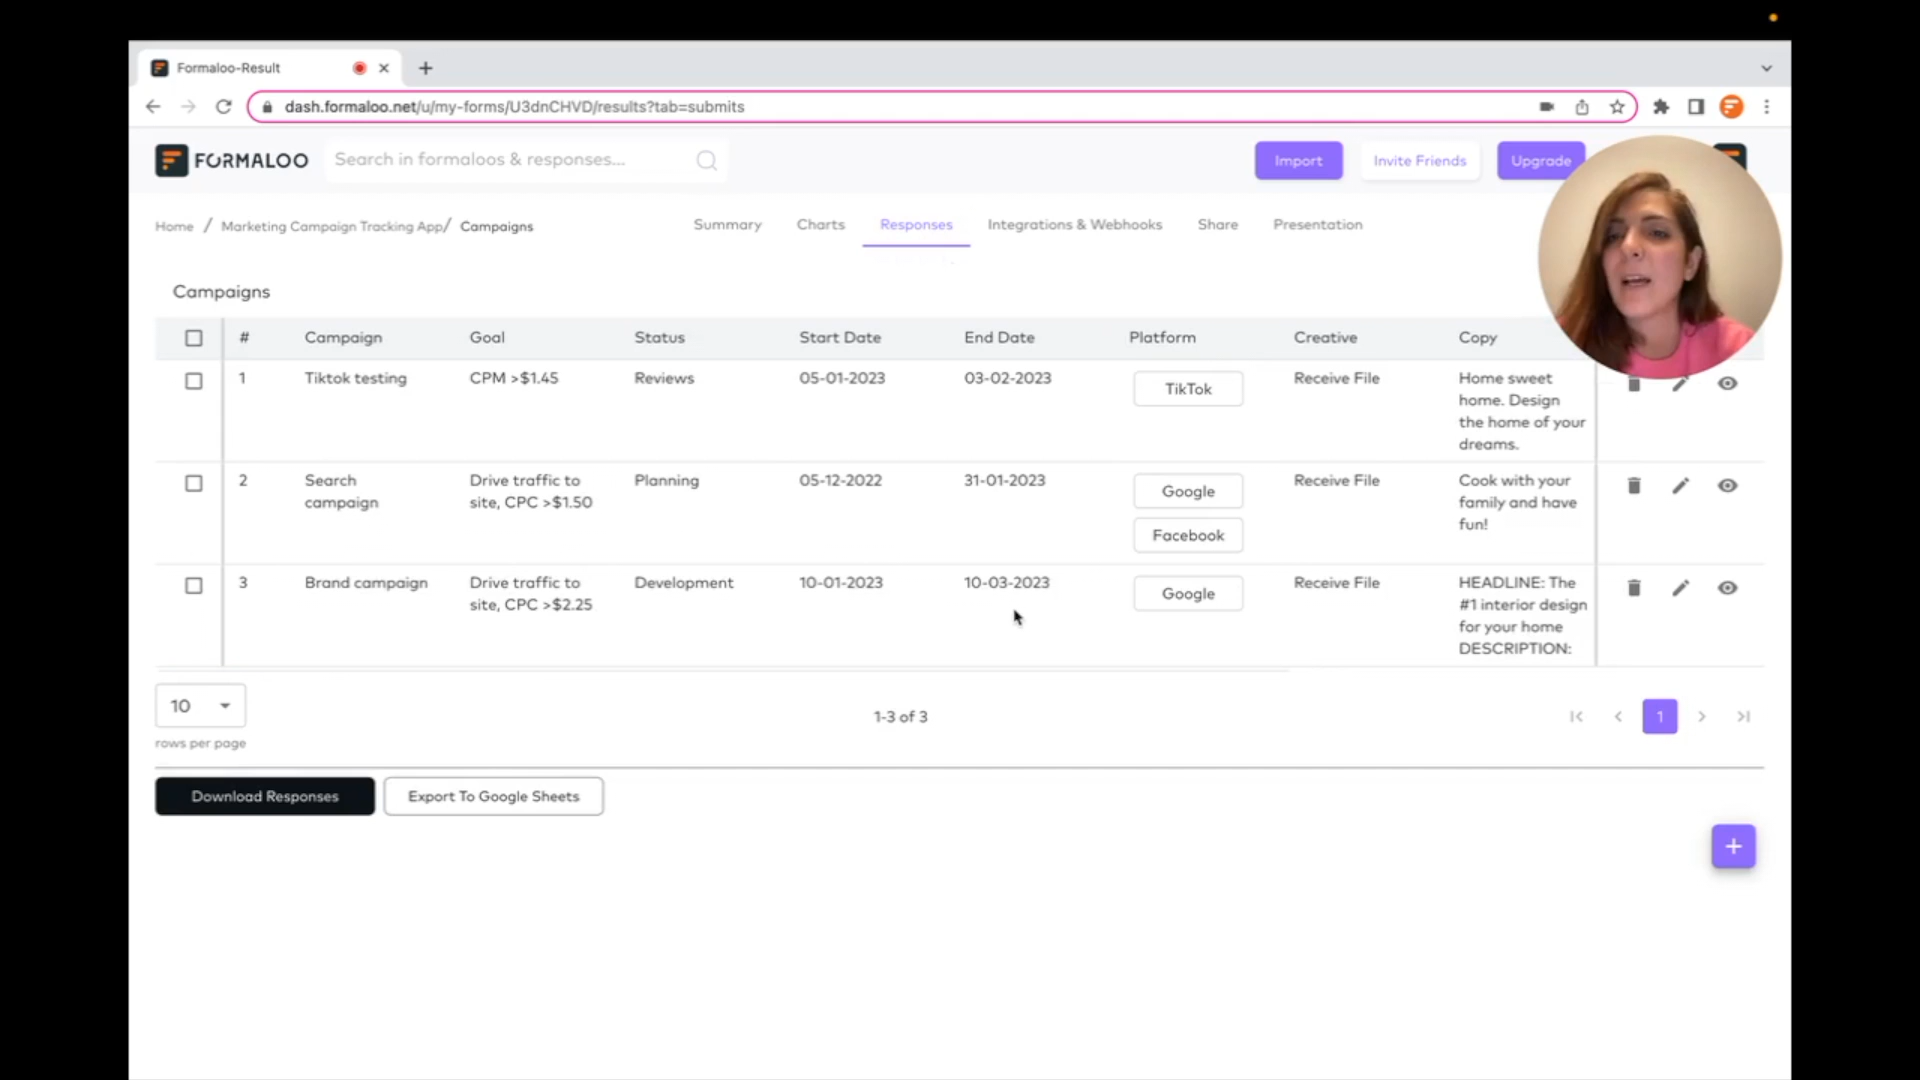 Formaloo-Result
dash.formaloo.net/u/my-forms/U3dnCHVD/results?tab=submits
FORMALOO
Search in formaloos & responses...
Import
Invite Friends
Upgrade
Home / Marketing Campaign Tracking App/ Campaigns
Summary
Charts
Responses
Integrations & Webhooks
Share
Presentation
Campaigns
# Campaign Goal Status Start Date End Date Platform Creative Copy
1 Tiktok testing CPM >$1.45 Reviews 05-01-2023 03-02-2023 TikTok Receive File Home sweet
home. Design
the home of your
dreams.
2 Search Drive traffic to Planning 05-12-2022 31-01-2023 Google Receive File Cook with your
campaign site, CPC >$1.50 family and have
Facebook fun!
3 Brand campaign Drive traffic to Development 10-01-2023 10-03-2023 Google Receive File HEADLINE: The
site, CPC >$2.25 #1 interior design
for your home
DESCRIPTION:
10
1-3 of 3
1
rows per page
Download Responses
Export To Google Sheets